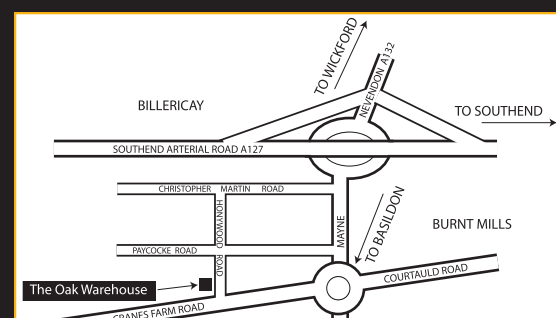 TO WICKFORD
NEVENDON A132
BILLERICAY
TO SOUTHEND
SOUTHEND ARTERIAL ROAD A127
CHRISTOPHER MARTIN ROAD
HONYWOOD ROAD
MAYNE
TO BASILDON
BURNT MILLS
PAYCOCKE ROAD
COURTAULD ROAD
The Oak Warehouse
CRANES FARM ROAD